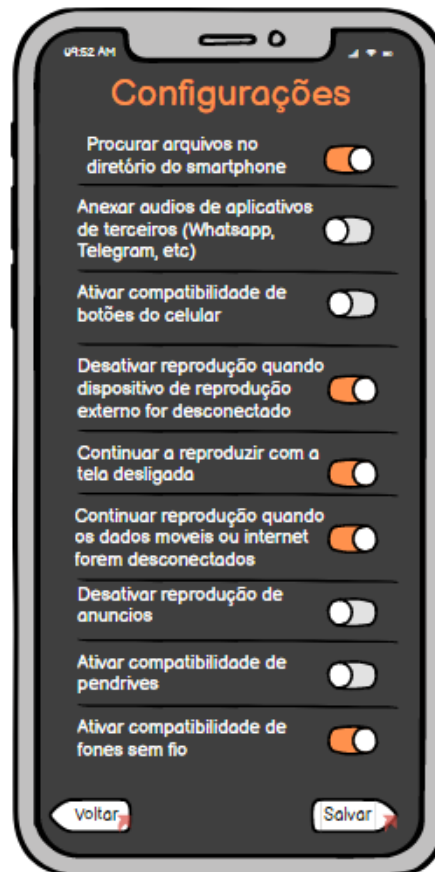 09:52 AM
Configurações
Procurar arquivos no
diretório do smartphone
Anexar audios de aplicativos
de terceiros (Whatsapp,
Telegram, etc)
Ativar compatibilidade de
botões do celular
Desativar reprodução quando
dispositivo de reprodução
externo for desconectado
Continuar a reproduzir com a
tela desligada
Continuar reprodução quando
os dados moveis ou internet
forem desconectados
Desativar reprodução de
anuncios
Ativar compatibilidade de
pendrives
Ativar compatibilidade de
fones sem fio
Voltar
Salvar